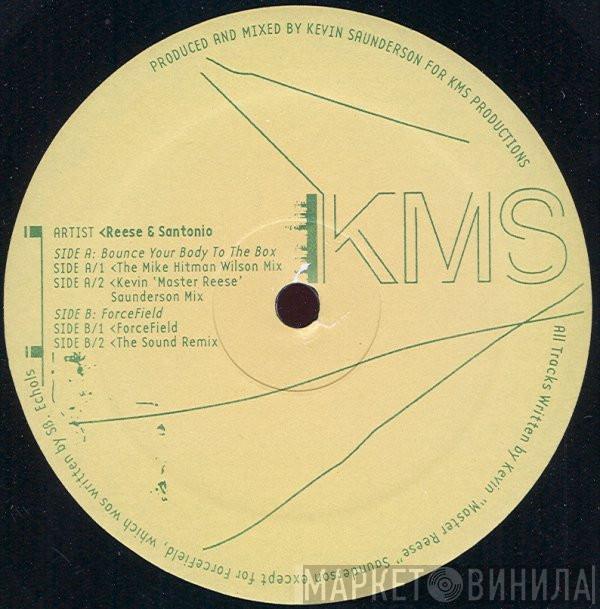 PRODUCED AND MIXED BY KEVIN SAUNDERSON FOR KMS PRODUCTIONS
KMS
ARTIST <Reese & Santonio
SIDE A: Bounce Your Body To The Box
SIDE A/1 <The Mike Hitman Wilson Mix
SIDE A/2 <Kevin 'Master Reese'
Saunderson Mix
SIDE B: ForceField
SIDE B/1 <ForceField
SIDE B/2 <The Sound Remix
All Tracks Written by Kevin "Master Reese" Saunderson except for ForceField, which was written by SB. Echols
МАРКЕТ ВИНИЛА